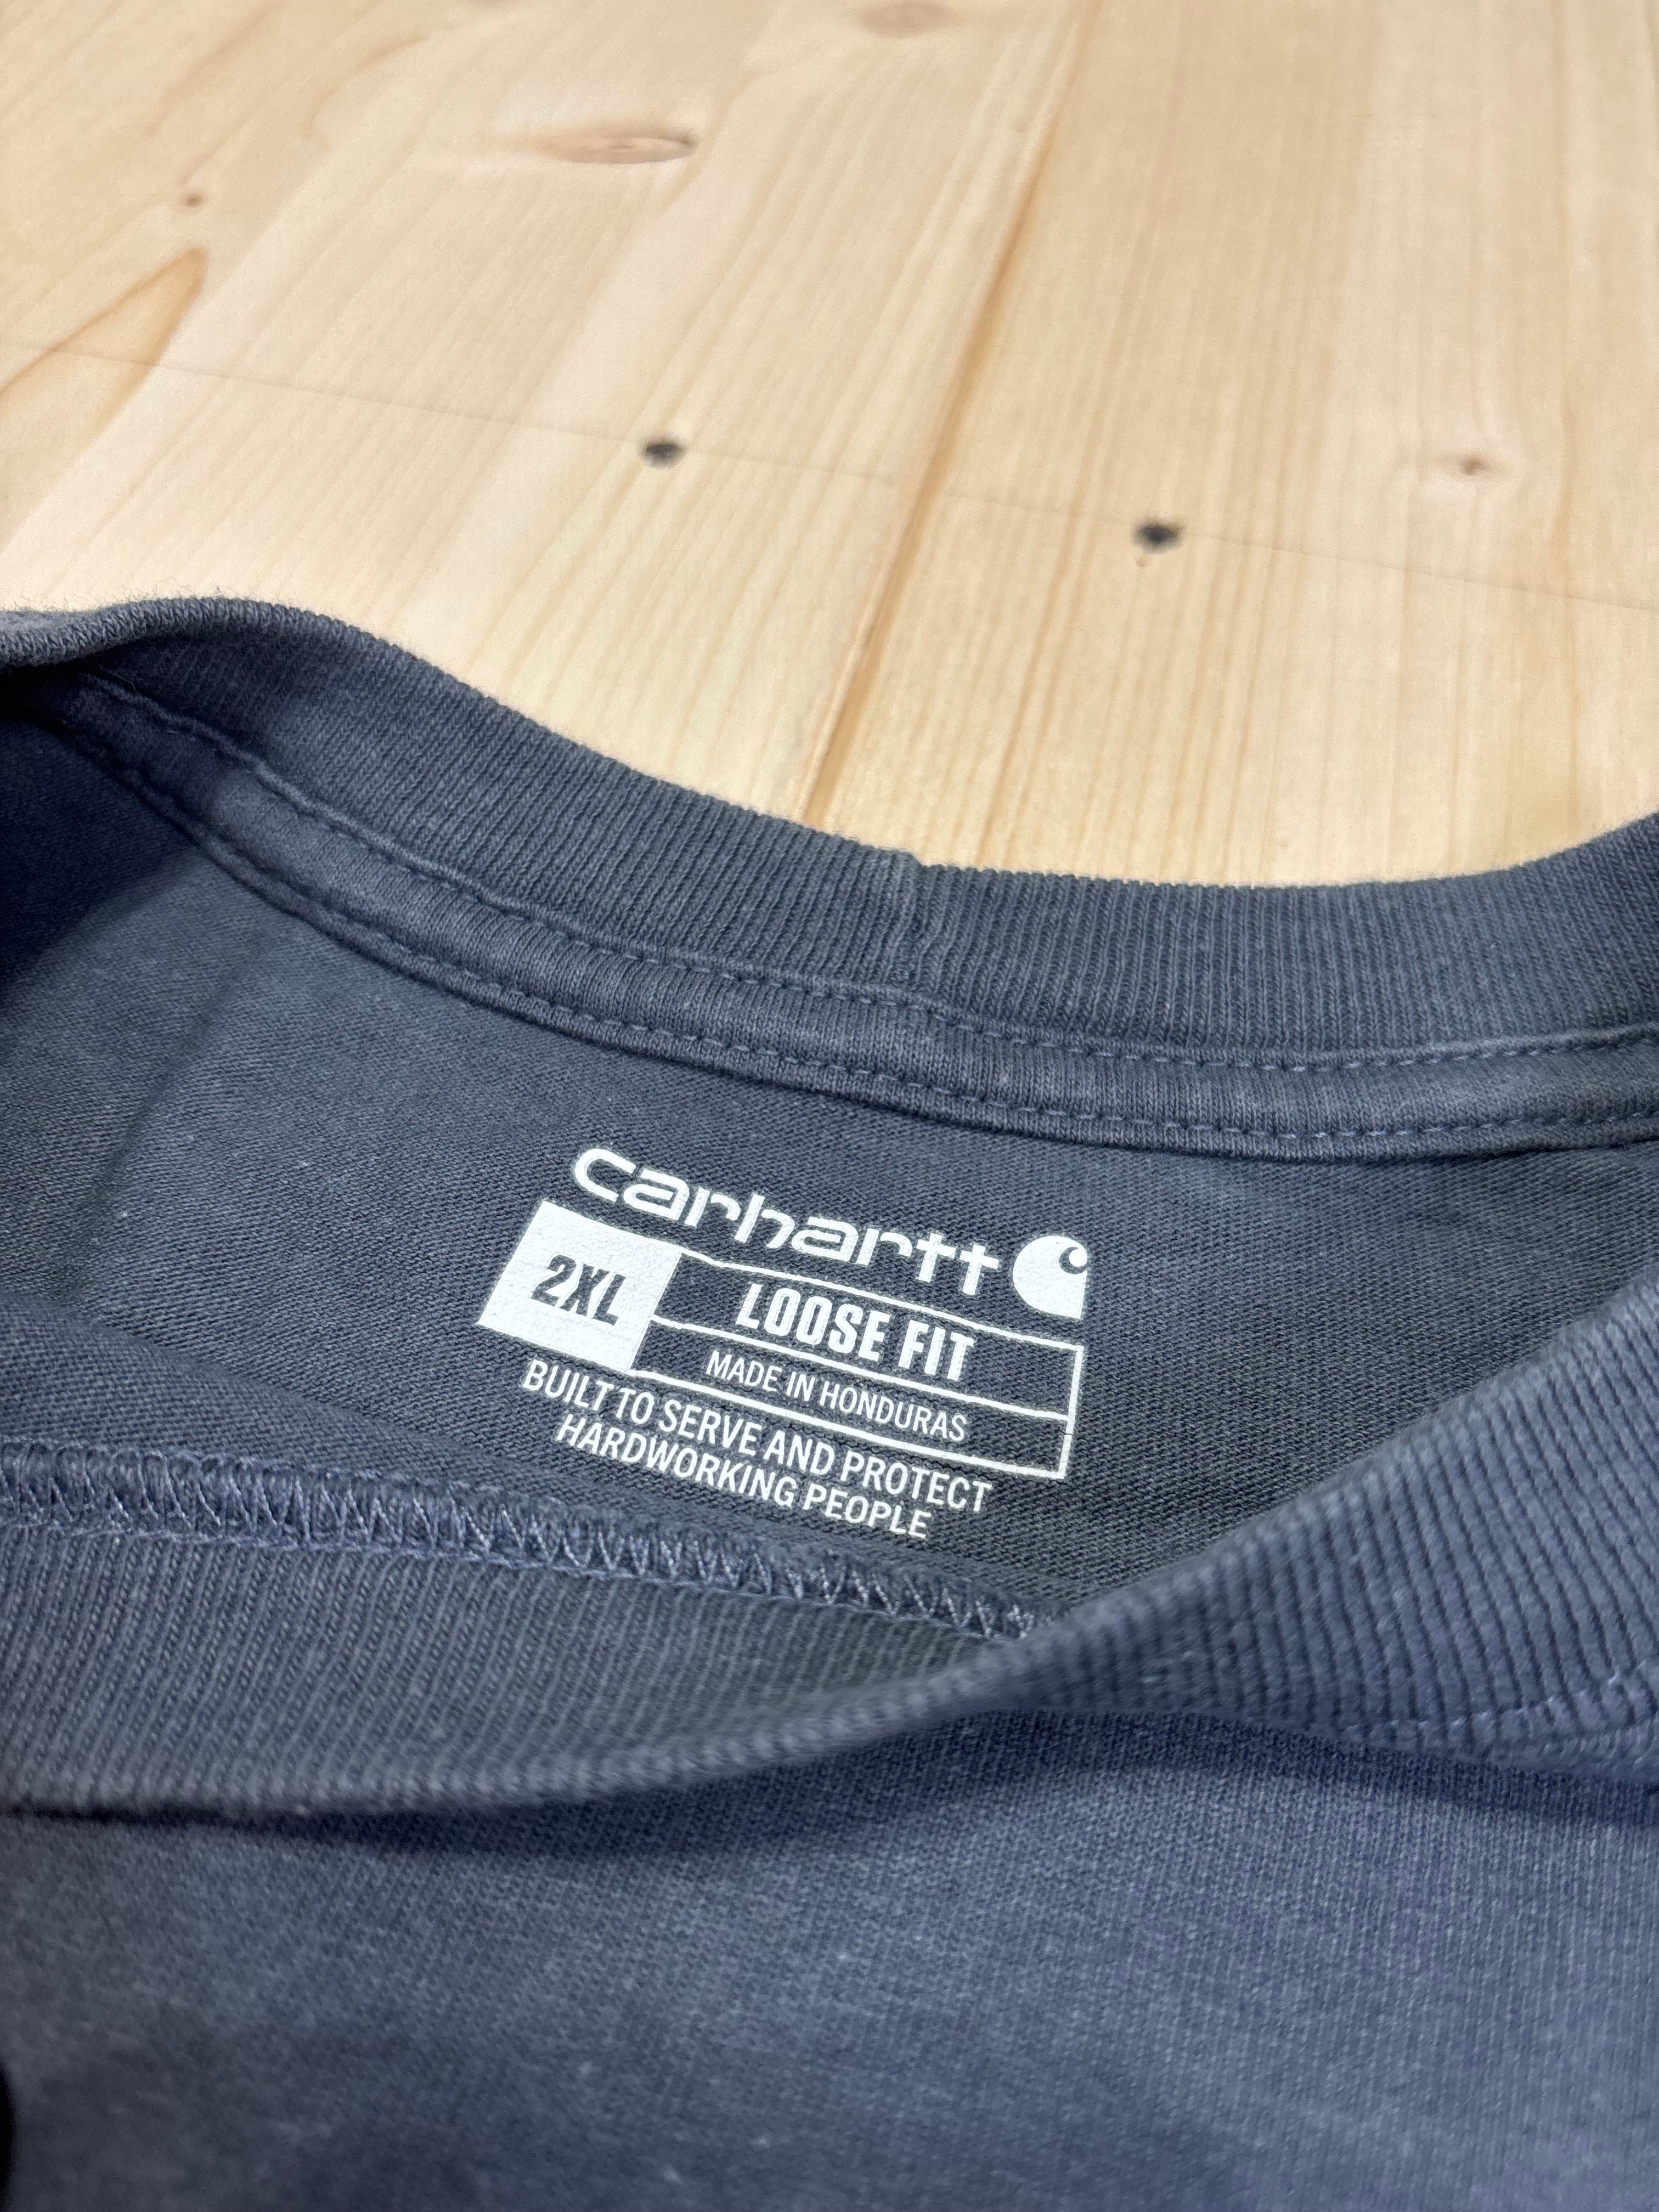 carhartt
2XL
LOOSE FIT
MADE IN HONDURAS
BUILT TO SERVE AND PROTECT
HARDWORKING PEOPLE